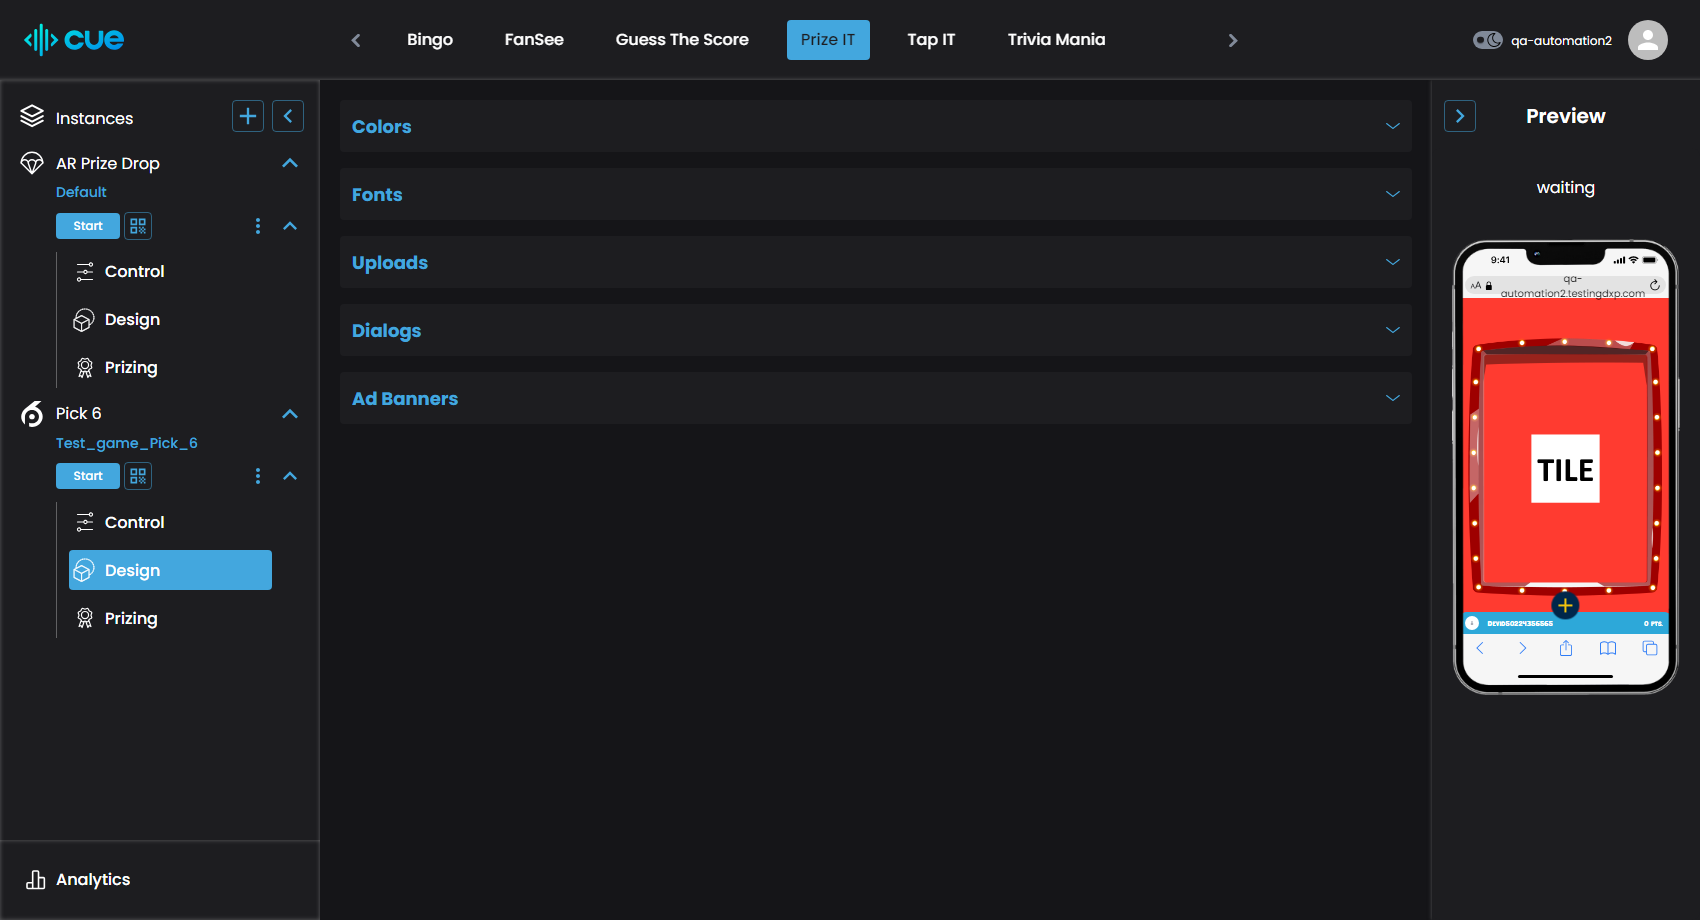 cue
Bingo
FanSee
Guess The Score
Prize IT
Tap IT
Trivia Mania
qa-automation2
Instances
AR Prize Drop
Default
Start
Control
Design
Prizing
Pick 6
Test_game_Pick_6
Start
Control
Design
Prizing
Analytics
Colors
Fonts
Uploads
Dialogs
Ad Banners
Preview
waiting
9:41
AA
qa-
automation2.testingdxp.com
TILE
0 PTS.